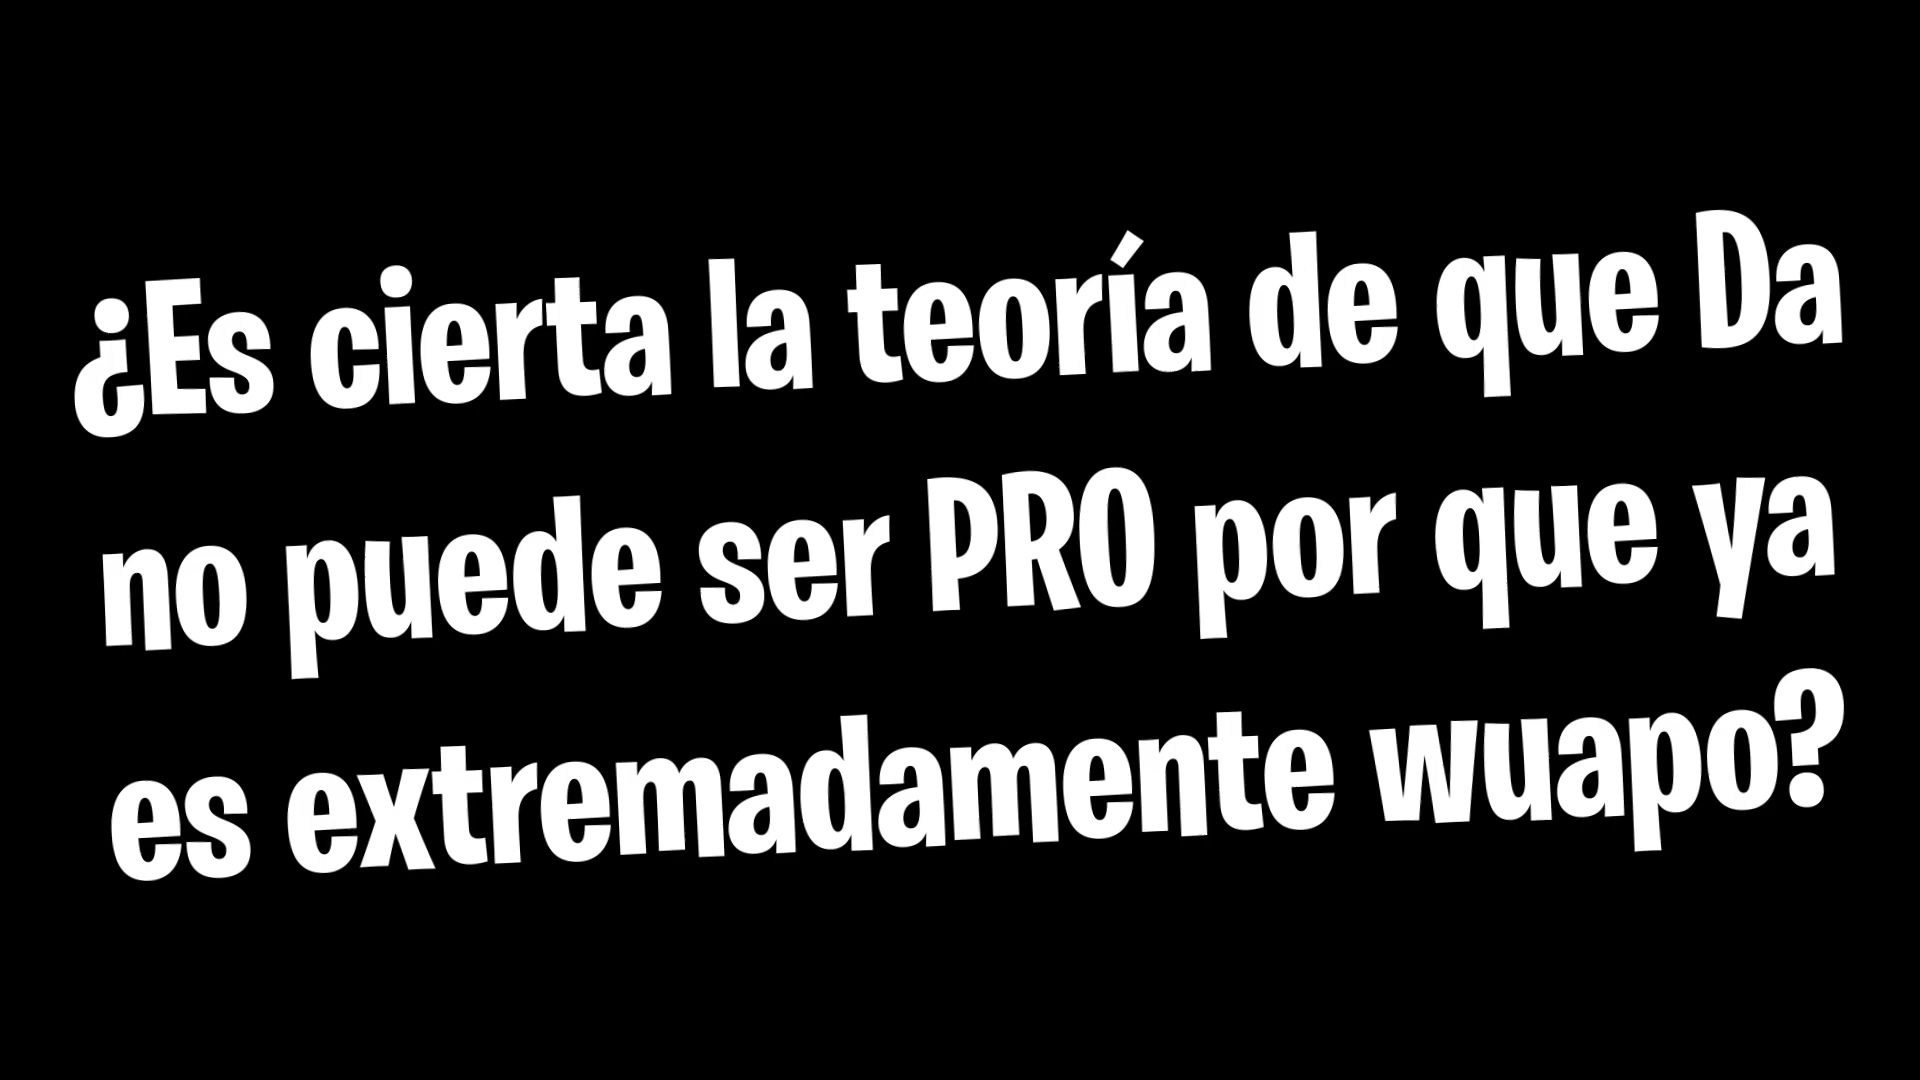 ¿Es cierta la teoría de que Da
no puede ser PRO por que ya
es extremadamente wuapo?